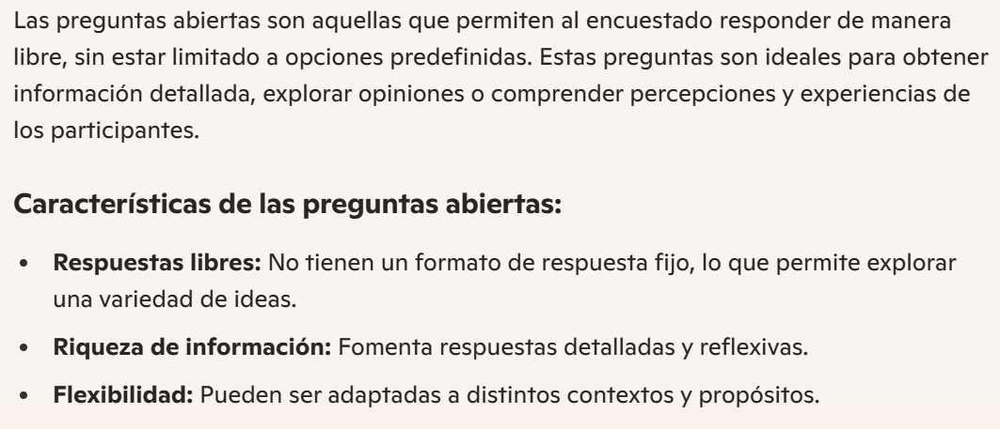 Las preguntas abiertas son aquellas que permiten al encuestado responder de manera
libre, sin estar limitado a opciones predefinidas. Estas preguntas son ideales para obtener
información detallada, explorar opiniones o comprender percepciones y experiencias de
los participantes.
Características de las preguntas abiertas:
• Respuestas libres: No tienen un formato de respuesta fijo, lo que permite explorar
una variedad de ideas.
• Riqueza de información: Fomenta respuestas detalladas y reflexivas.
• Flexibilidad: Pueden ser adaptadas a distintos contextos y propósitos.